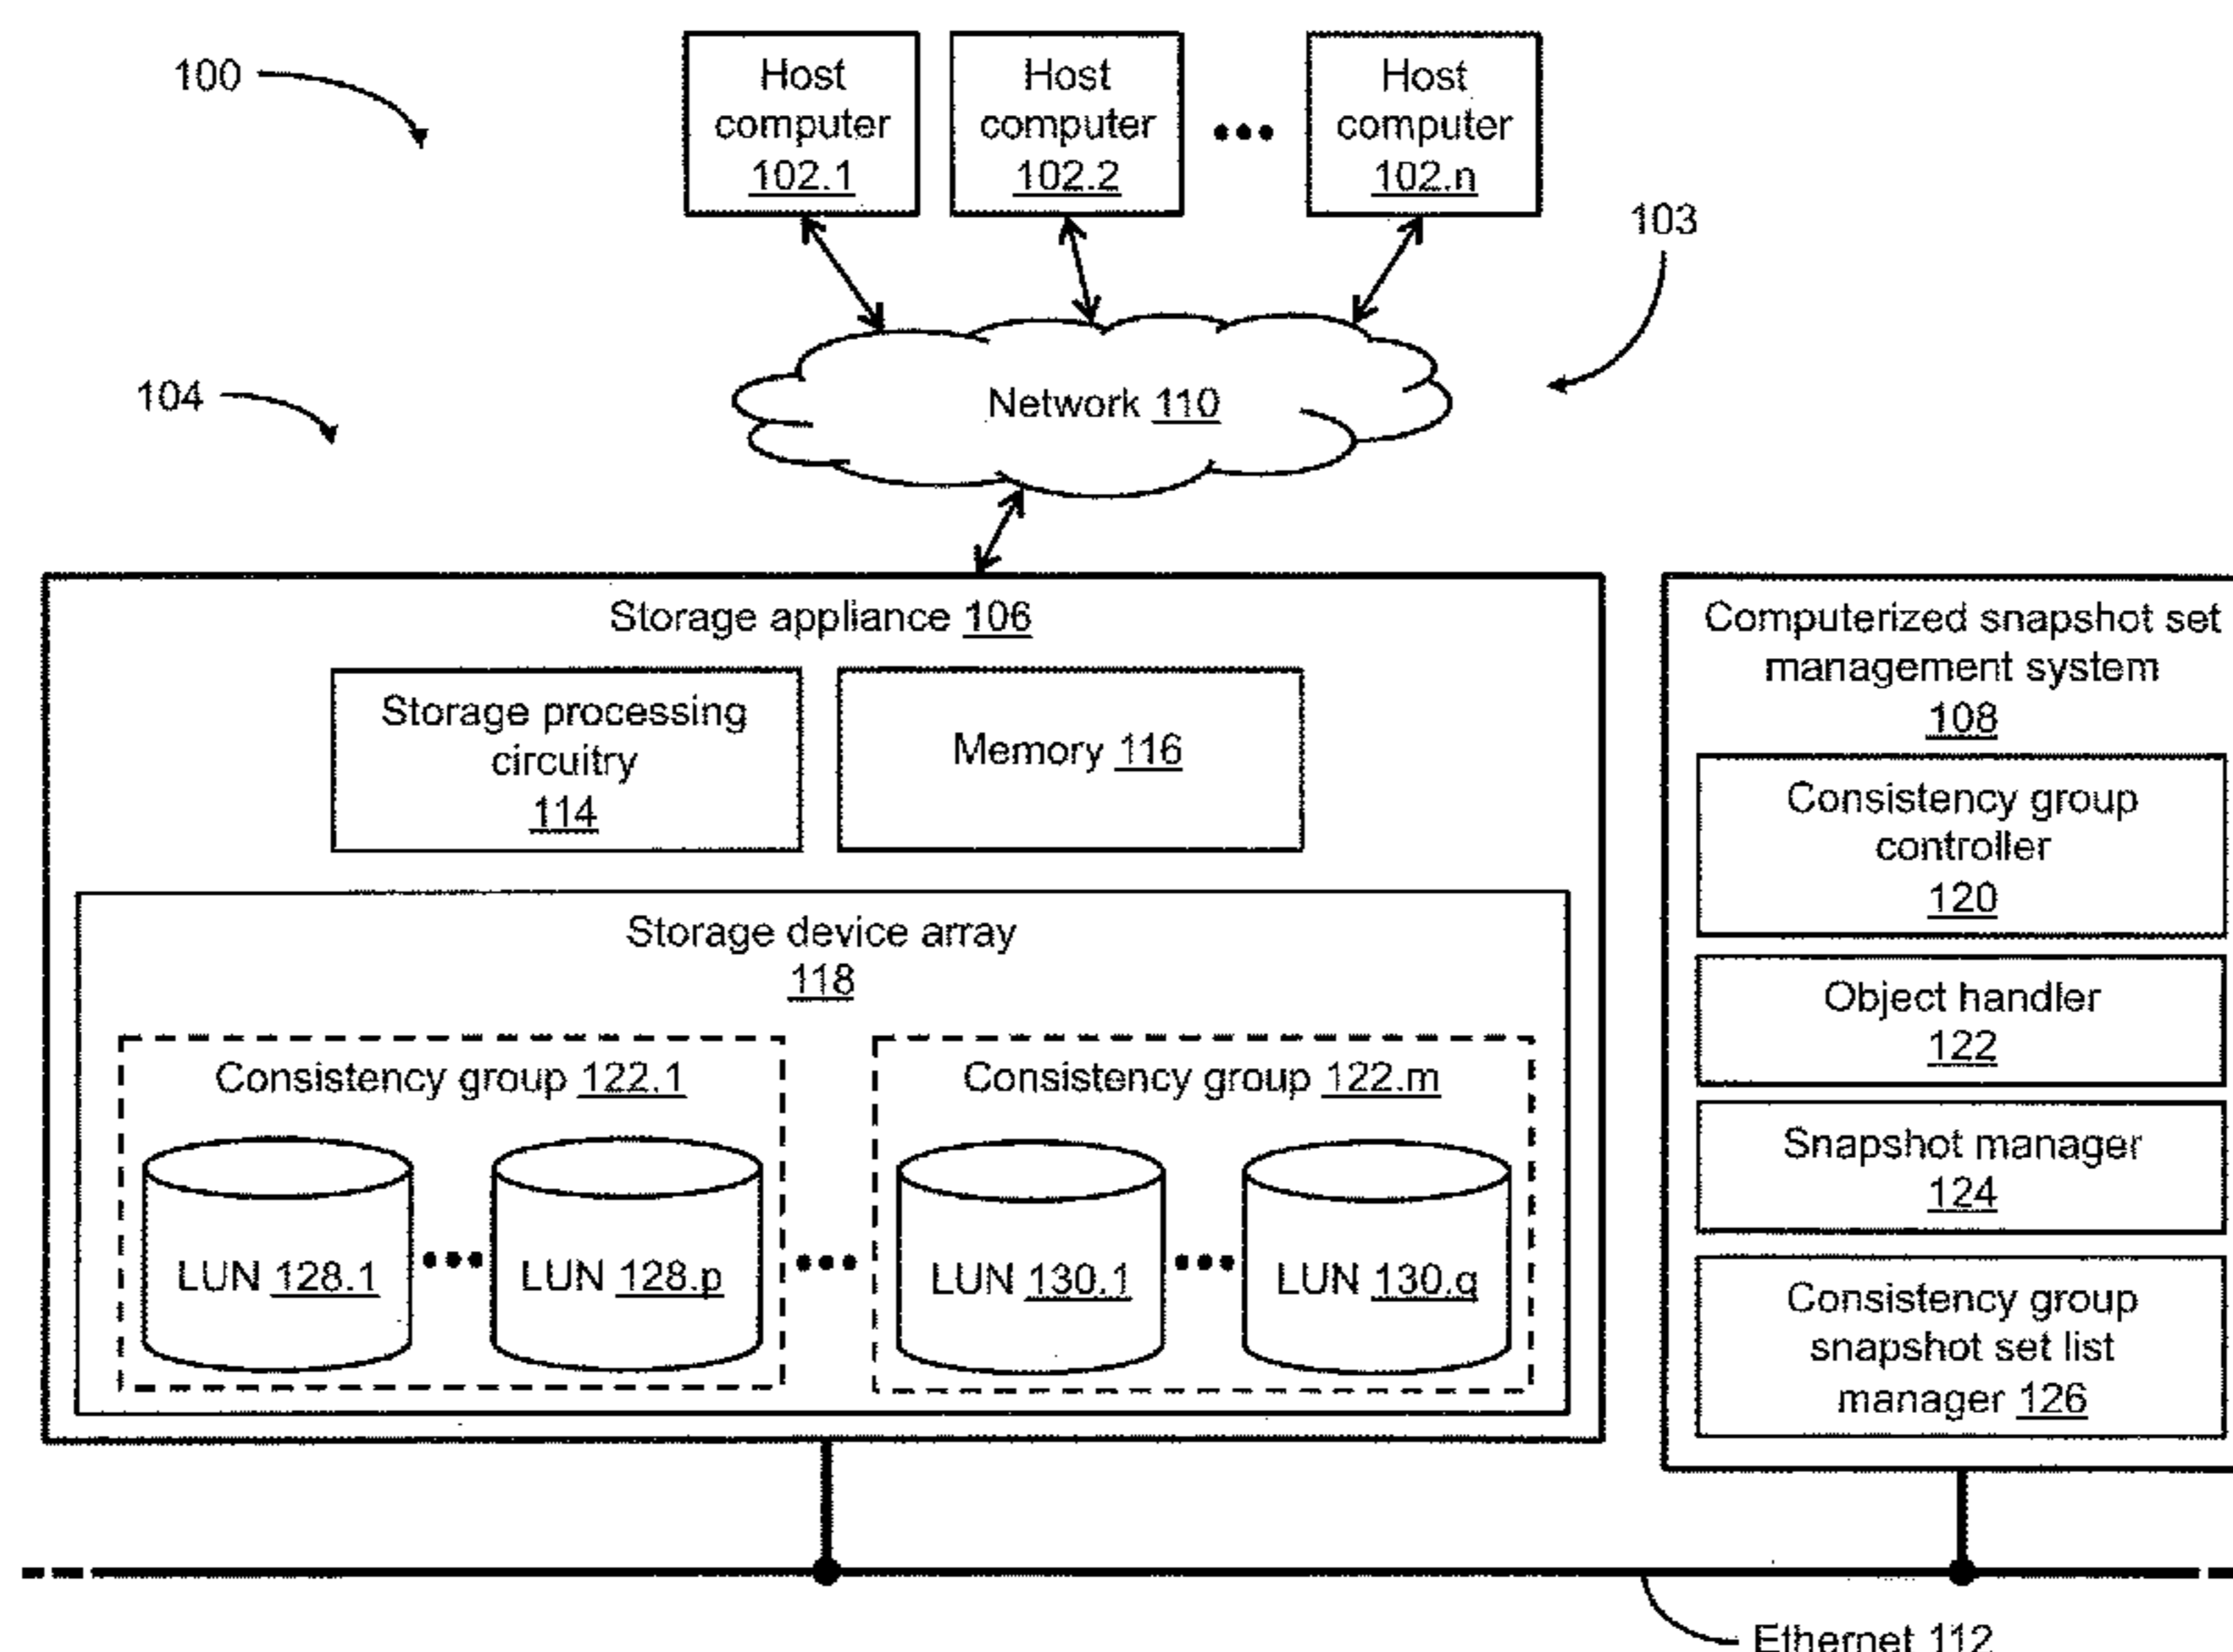 100
Host
computer
102.1
Host
computer
102.2
Host
computer
102.n
103
104
Network 110
Storage appliance 106
Storage processing
circuitry
114
Memory 116
Storage device array
118
Consistency group 122.1
LUN 128.1
LUN 128.p
Consistency group 122.m
LUN 130.1
LUN 130.q
Computerized snapshot set
management system
108
Consistency group
controller
120
Object handler
122
Snapshot manager
124
Consistency group
snapshot set list
manager 126
Ethernet 112